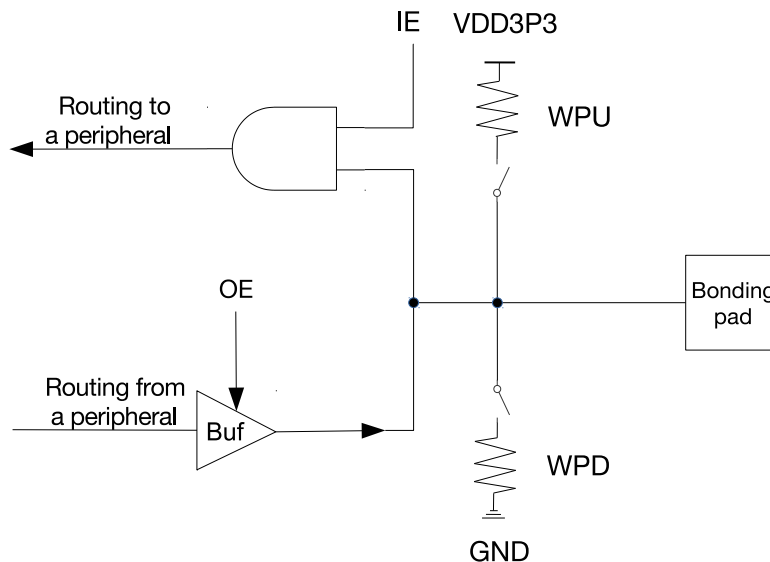 IE
VDD3P3
Routing to
a peripheral
WPU
OE
Bonding
pad
Routing from
a peripheral
Buf
WPD
GND